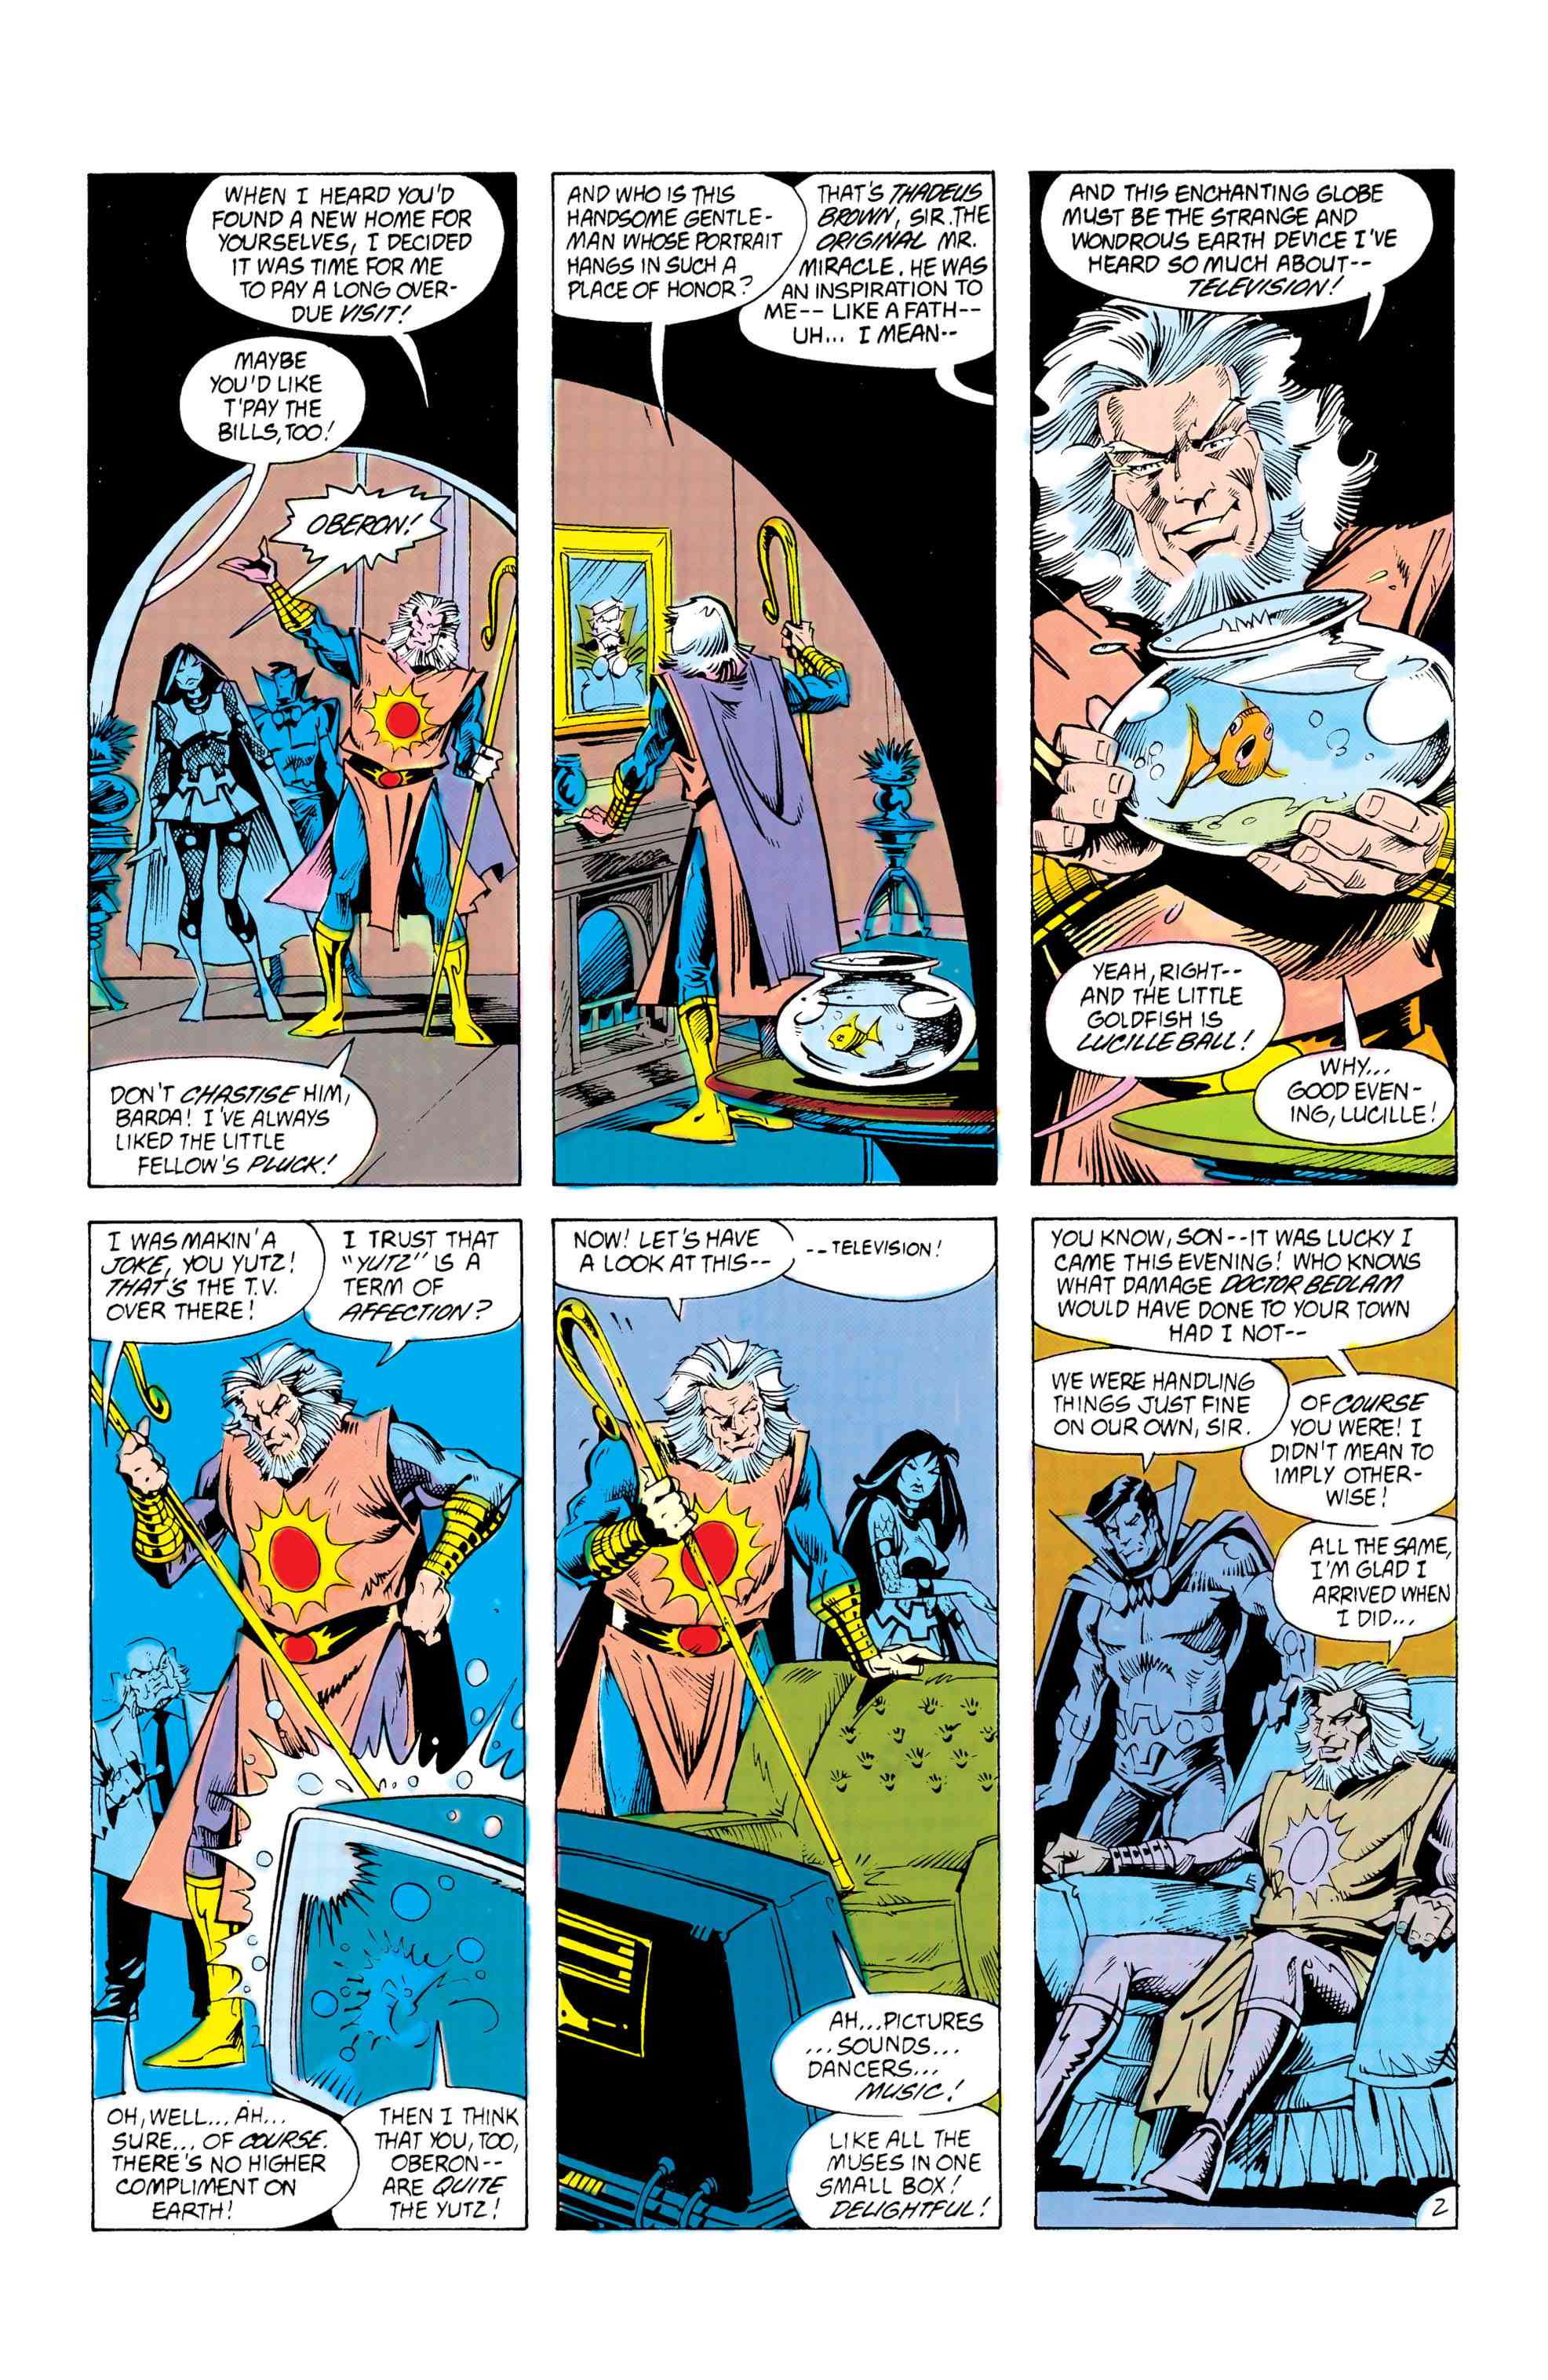 WHEN I HEARD YOU'D
FOUND A NEW HOME FOR
YOURSELVES, I DECIDED
IT WAS TIME FOR ME
TO PAY A LONG OVER-
DUE VISIT!
MAYBE
YOU'D LIKE
T'PAY THE
BILLS, TOO!
OBERON!
DON'T CHASTISE HIM,
BARDA! I'VE ALWAYS
LIKED THE LITTLE
FELLOW'S PLUCK!
AND WHO IS THIS
HANDSOME GENTLE-
MAN WHOSE PORTRAIT
HANGS IN SUCH A
PLACE OF HONOR?
THAT'S THADEUS
BROWN, SIR. THE
ORIGINAL MR.
MIRACLE. HE WAS
AN INSPIRATION TO
ME-- LIKE A FATH--
UH... I MEAN--
AND THIS ENCHANTING GLOBE
MUST BE THE STRANGE AND
WONDROUS EARTH DEVICE I'VE
HEARD SO MUCH ABOUT--
TELEVISION!
YEAH, RIGHT--
AND THE LITTLE
GOLDFISH IS
LUCILLE BALL!
WHY...
GOOD EVEN-
ING, LUCILLE!
I WAS MAKIN' A
JOKE, YOU YUTZ!
THAT'S THE T.V.
OVER THERE!
I TRUST THAT
"YUTZ" IS A
TERM OF
AFFECTION?
OH, WELL... AH...
SURE... OF COURSE.
THERE'S NO HIGHER
COMPLIMENT ON
EARTH!
THEN I THINK
THAT YOU, TOO,
OBERON--
ARE QUITE
THE YUTZ!
NOW! LET'S HAVE
A LOOK AT THIS--
--TELEVISION!
AH... PICTURES
...SOUNDS...
DANCERS...
MUSIC!
LIKE ALL THE
MUSES IN ONE
SMALL BOX!
DELIGHTFUL!
YOU KNOW, SON--IT WAS LUCKY I
CAME THIS EVENING! WHO KNOWS
WHAT DAMAGE DOCTOR BEDLAM
WOULD HAVE DONE TO YOUR TOWN
HAD I NOT--
WE WERE HANDLING
THINGS JUST FINE
ON OUR OWN, SIR.
OF COURSE
YOU WERE! I
DIDN'T MEAN TO
IMPLY OTHER-
WISE!
ALL THE SAME,
I'M GLAD I
ARRIVED WHEN
I DID...
2